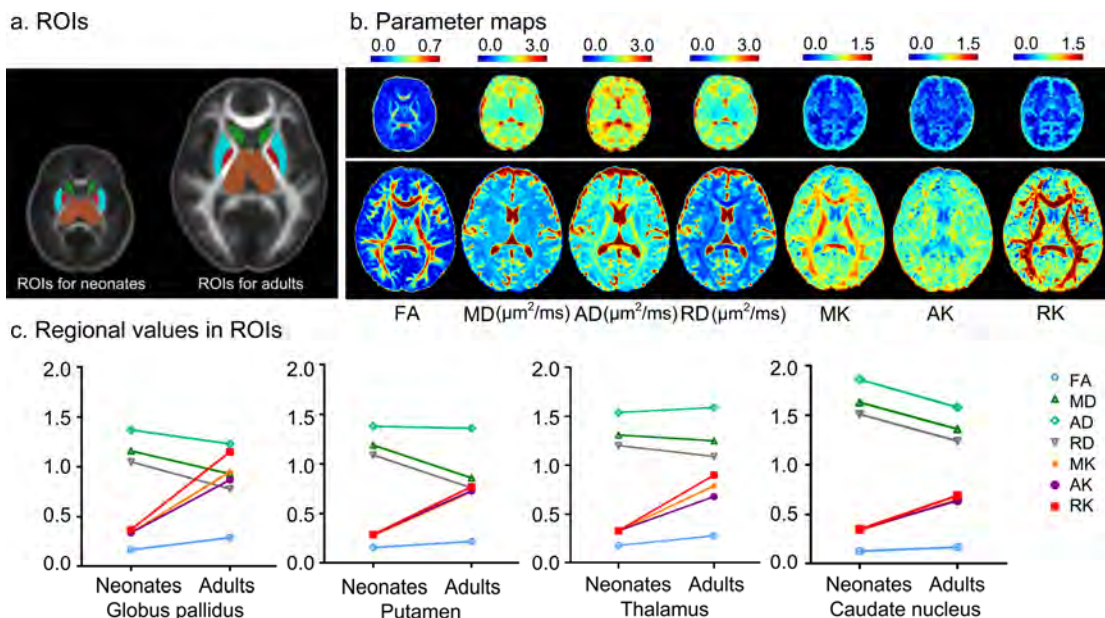 a. ROIs
b. Parameter maps
0.0 0.7 0.0 3.0 0.0 3.0 0.0 3.0 0.0 1.5 0.0 1.5 0.0 1.5
ROIs for neonates ROIs for adults
FA MD(μm²/ms) AD(μm²/ms) RD (μm²/ms) MK AK RK
c. Regional values in ROIs
2.0 2.0 2.0 2.0
1.5 1.5 1.5 1.5
1.0 1.0 1.0 1.0
0.5 0.5 0.5 0.5
0.0 0.0 0.0 0.0
FA
MD
AD
RD
MK
AK
RK
Neonates Adults Neonates Adults Neonates Adults Neonates Adults
Globus pallidus Putamen Thalamus Caudate nucleus